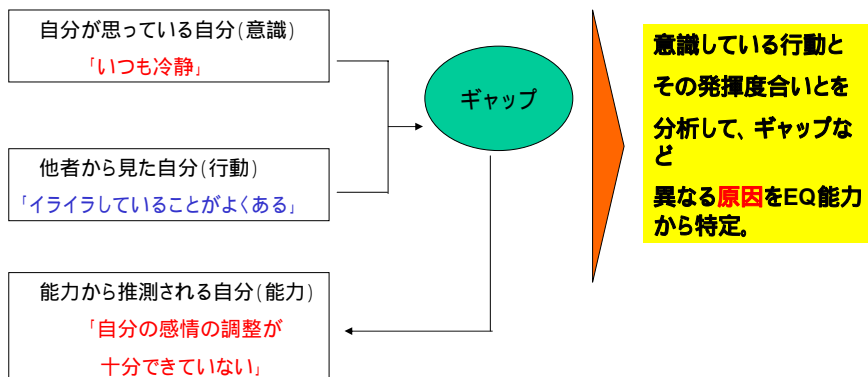 自分が思っている自分(意識)
「いつも冷静」
他者から見た自分(行動)
「イライラしていることがよくある」
能力から推測される自分(能力)
「自分の感情の調整が
十分できていない」
ギャップ
意識している行動と
その発揮度合いとを
分析して、ギャップな
ど
異なる原因をEQ能力
から特定。